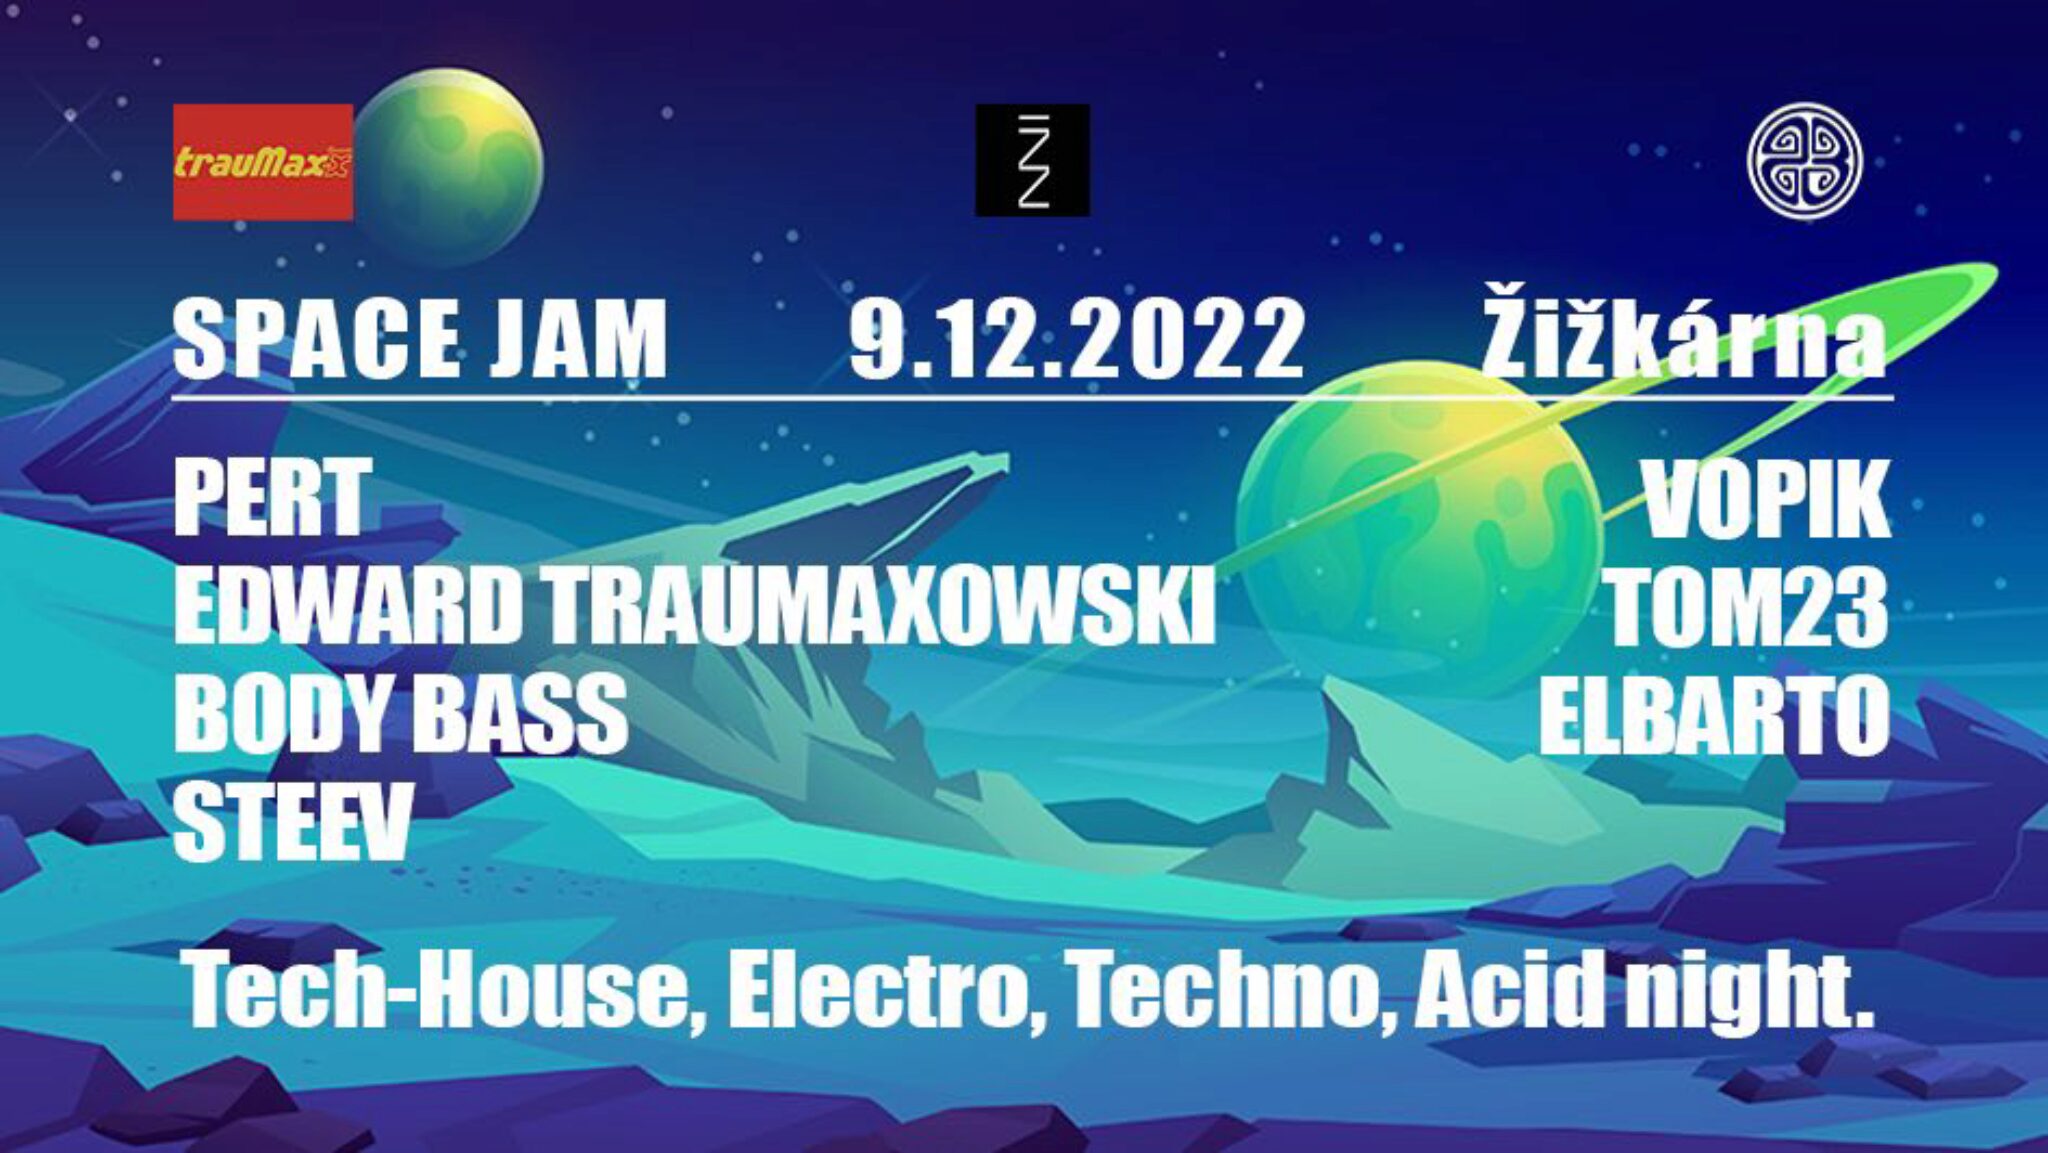 trauMaxx
SPACE JAM 9.12.2022 Žižkárna
PERT
EDWARD TRAUMAXOWSKI
BODY BASS
STEEV
VOPIK
TOM23
ELBARTO
Tech-House, Electro, Techno, Acid night.